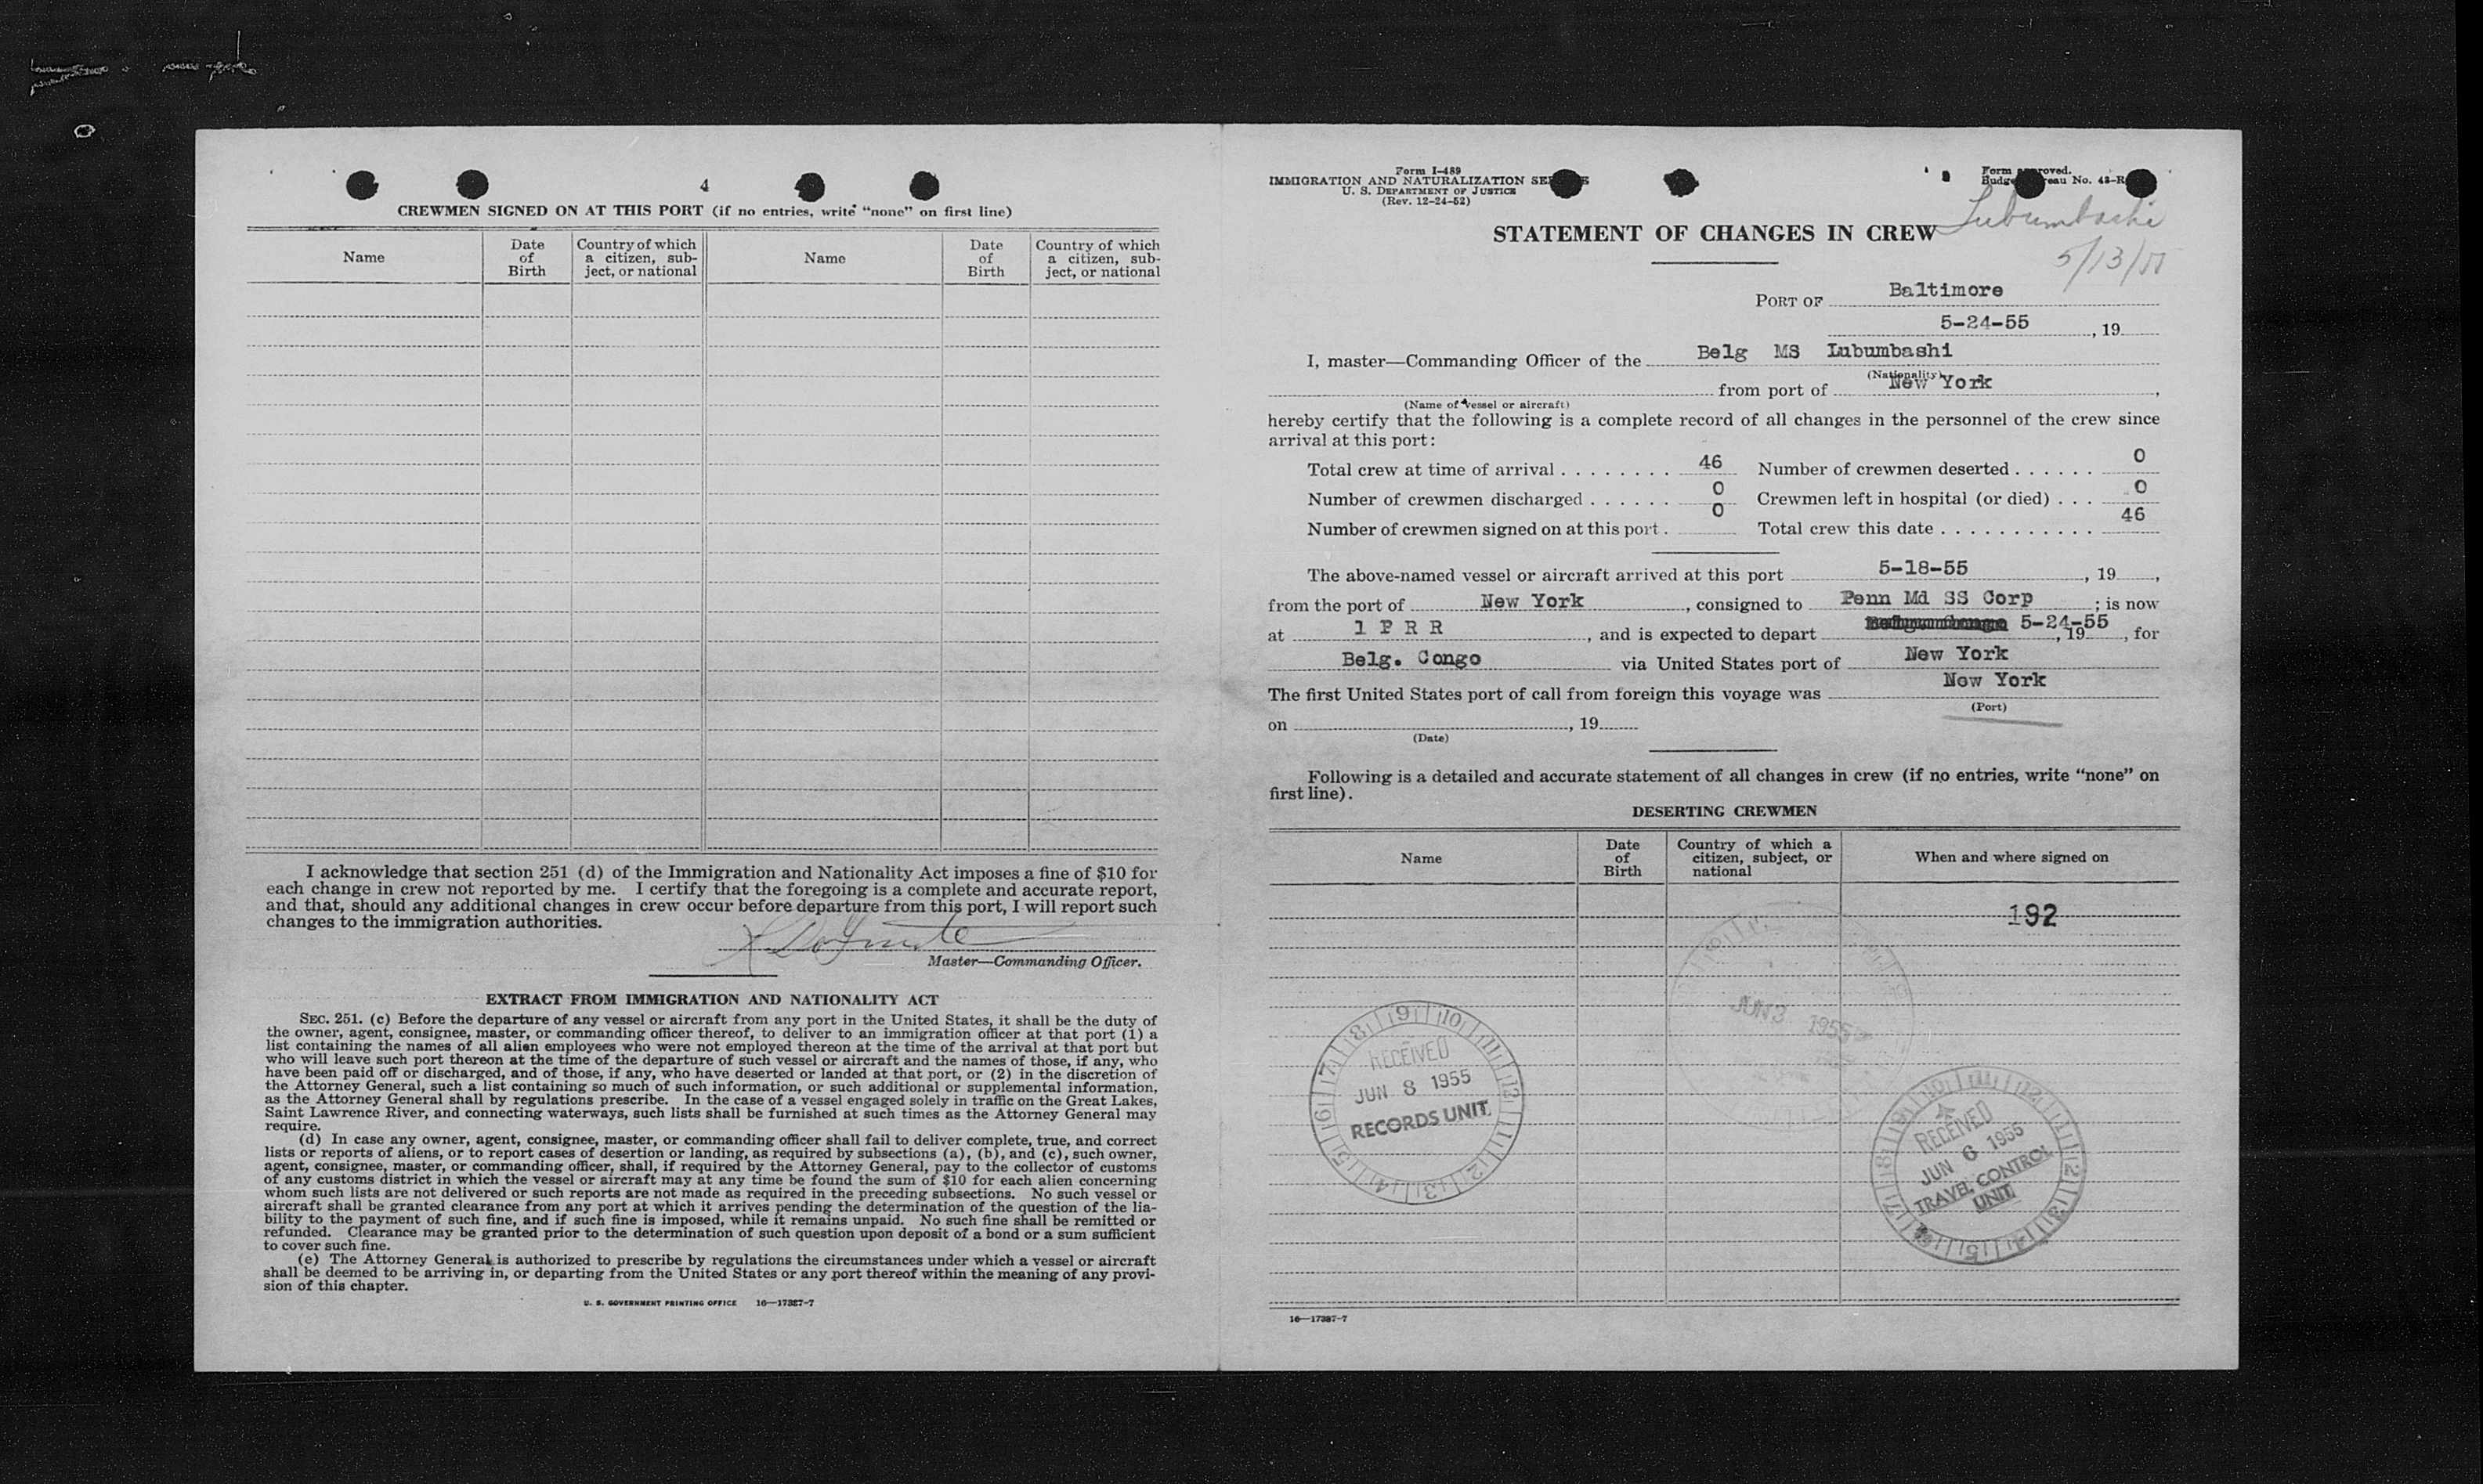 4
CREWMEN SIGNED ON AT THIS PORT (if no entries, write “none” on first line)
Name
Date of Birth
Country of which a citizen, subject, or national
Name
Date of Birth
Country of which a citizen, subject, or national
I acknowledge that section 251 (d) of the Immigration and Nationality Act imposes a fine of $10 for
each change in crew not reported by me. I certify that the foregoing is a complete and accurate report,
and that, should any additional changes in crew occur before departure from this port, I will report such
changes to the immigration authorities.
Master—Commanding Officer.
EXTRACT FROM IMMIGRATION AND NATIONALITY ACT
SEC. 251. (c) Before the departure of any vessel or aircraft from any port in the United States, it shall be the duty of
the owner, agent, consignee, master, or commanding officer thereof, to deliver to an immigration officer at that port (1) a
list containing the names of all alien employees who were not employed thereon at the time of the arrival at that port but
who will leave such port thereon at the time of the departure of such vessel or aircraft and the names of those, if any, who
have been paid off or discharged, and of those, if any, who have deserted or landed at that port, or (2) in the discretion of
the Attorney General, such a list containing so much of such information, or such additional or supplemental information,
as the Attorney General shall by regulations prescribe. In the case of a vessel engaged solely in traffic on the Great Lakes,
Saint Lawrence River, and connecting waterways, such lists shall be furnished at such times as the Attorney General may
require.
(d) In case any owner, agent, consignee, master, or commanding officer shall fail to deliver complete, true, and correct
lists or reports of aliens, or to report cases of desertion or landing, as required by subsections (a), (b), and (c), such owner,
agent, consignee, master, or commanding officer, shall, if required by the Attorney General, pay to the collector of customs
of any customs district in which the vessel or aircraft may at any time be found the sum of $10 for each alien concerning
whom such lists are not delivered or such reports are not made as required in the preceding subsections. No such vessel or
aircraft shall be granted clearance from any port at which it arrives pending the determination of the question of the lia-
bility to the payment of such fine, and if such fine is imposed, while it remains unpaid. No such fine shall be remitted or
refunded. Clearance may be granted prior to the determination of such question upon deposit of a bond or a sum sufficient
to cover such fine.
(e) The Attorney General is authorized to prescribe by regulations the circumstances under which a vessel or aircraft
shall be deemed to be arriving in, or departing from the United States or any port thereof within the meaning of any provi-
sion of this chapter.
U. S. GOVERNMENT PRINTING OFFICE 16—17387-7
Form I-489
IMMIGRATION AND NATURALIZATION
U. S. DEPARTMENT OF JUSTICE
(Rev. 12-24-52)
Form
No. 43-R
Lubumbashi
5/13/55
STATEMENT OF CHANGES IN CREW
PORT OF Baltimore
5-24-55, 19
I, master—Commanding Officer of the Belg MS Lubumbashi
(Nationality)
from port of New York,
(Name of vessel or aircraft)
hereby certify that the following is a complete record of all changes in the personnel of the crew since
arrival at this port:
Total crew at time of arrival 46 Number of crewmen deserted 0
Number of crewmen discharged 0 Crewmen left in hospital (or died) 0
Number of crewmen signed on at this port 0 Total crew this date 46
The above-named vessel or aircraft arrived at this port 5-18-55, 19,
from the port of New York, consigned to Penn Md SS Corp; is now
at 1 P R R, and is expected to depart 5-24-55, 19, for
Belg. Congo via United States port of New York
The first United States port of call from foreign this voyage was New York
(Port)
on, 19
(Date)
Following is a detailed and accurate statement of all changes in crew (if no entries, write “none” on
first line).
DESERTING CREWMEN
Name
Date of Birth
Country of which a citizen, subject, or national
When and where signed on
192
JUN 3 1955
RECEIVED
JUN 8 1955
RECORDS UNIT
RECEIVED
JUN 6 1955
TRAVEL CONTROL
UNIT
16—17387-7